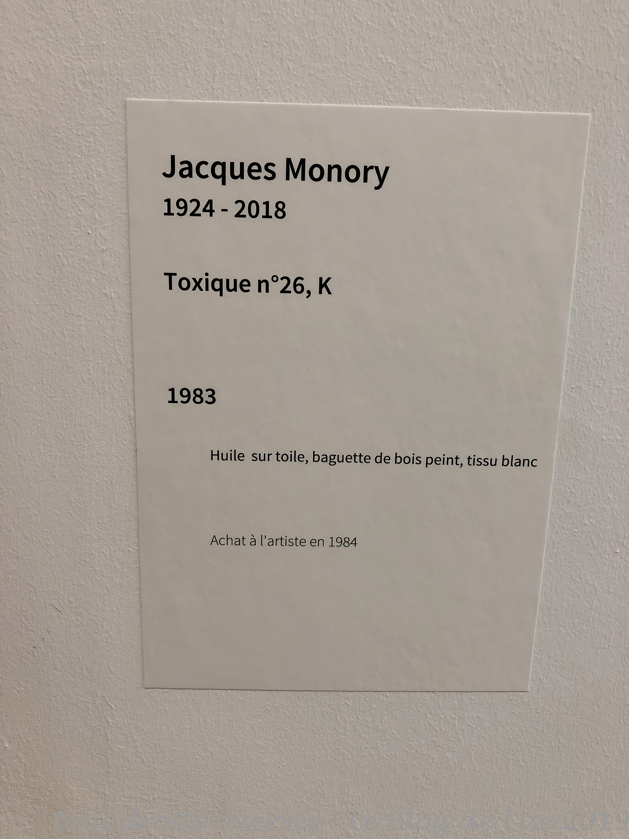 Jacques Monory
1924 - 2018
Toxique n°26, K
1983
Huile sur toile, baguette de bois peint, tissu blanc
Achat à l'artiste en 1984